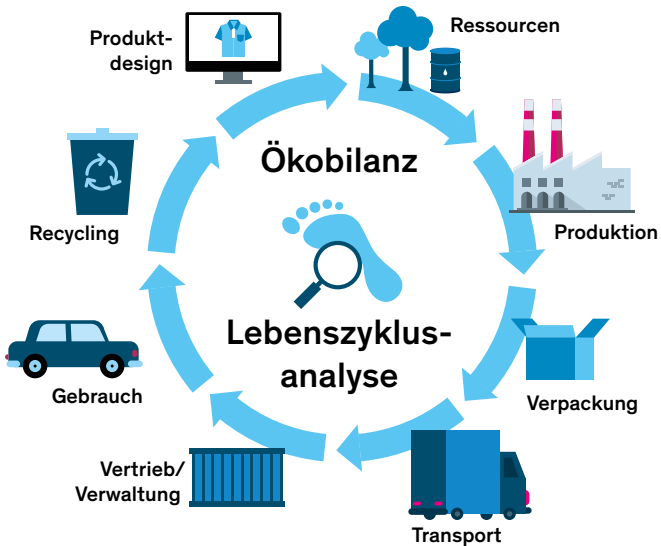 Produkt-
design
Ressourcen
Ökobilanz
Produktion
Recycling
Lebenszyklus-
analyse
Gebrauch
Verpackung
Vertrieb/
Verwaltung
Transport